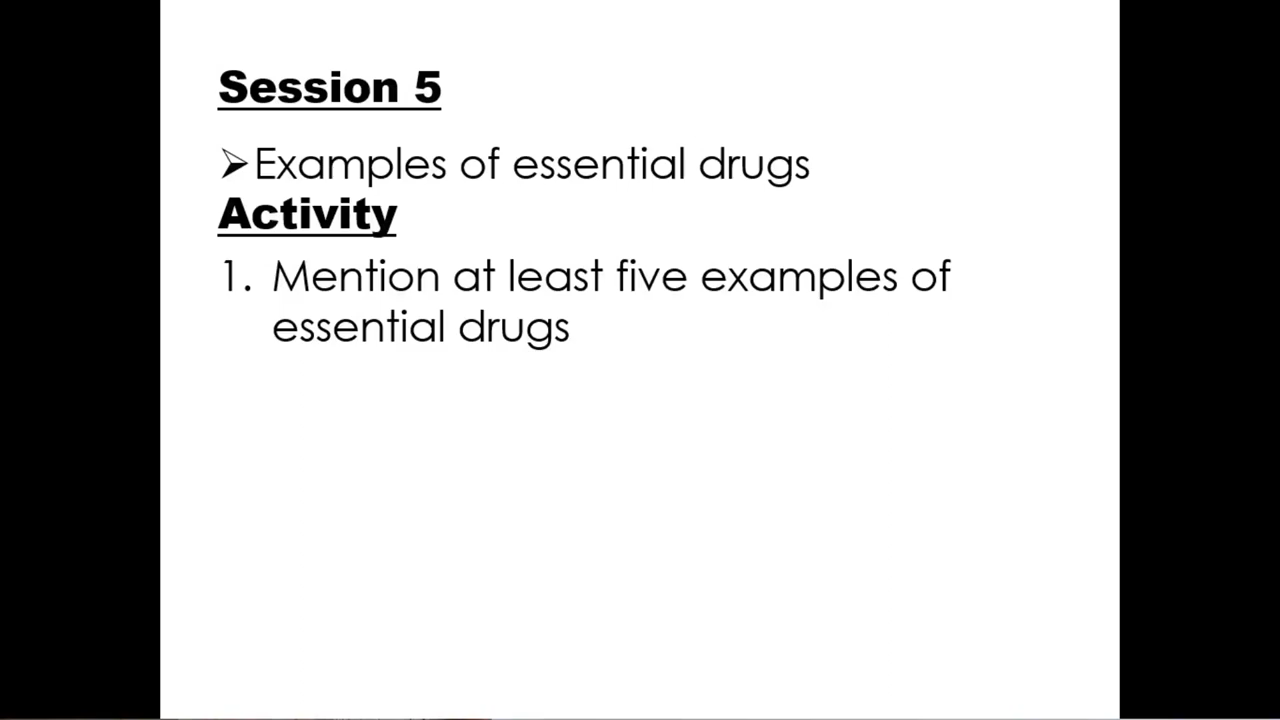 Session 5
➢Examples of essential drugs
Activity
1. Mention at least five examples of
essential drugs